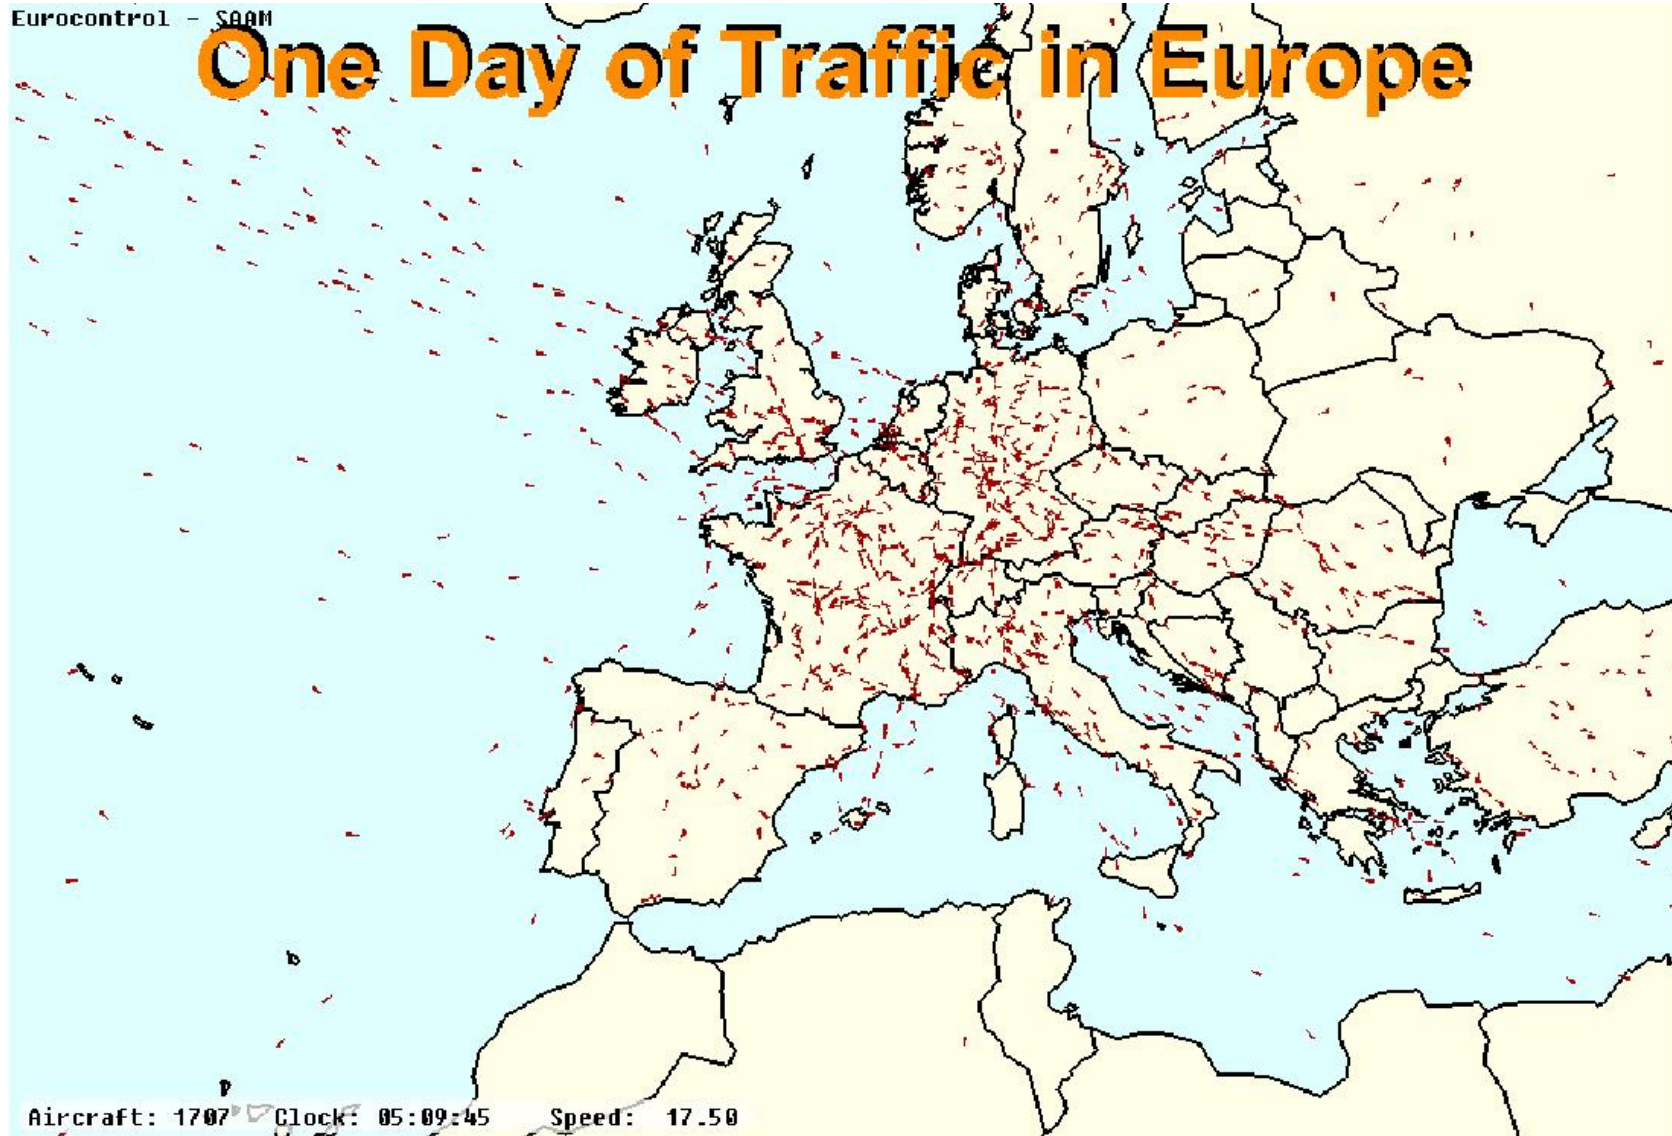 Eurocontrol - SAAM
One Day of Traffic in Europe
Aircraft: 1707 Clock: 05:09:45 Speed: 17.50